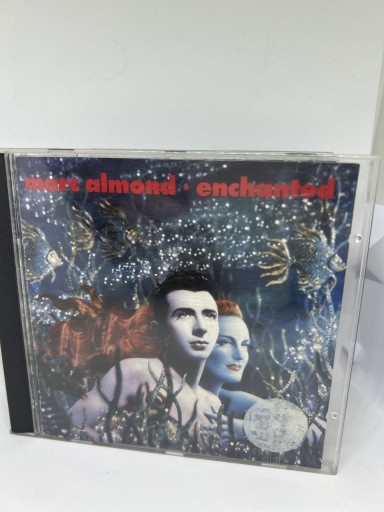 marc almond · enchanted